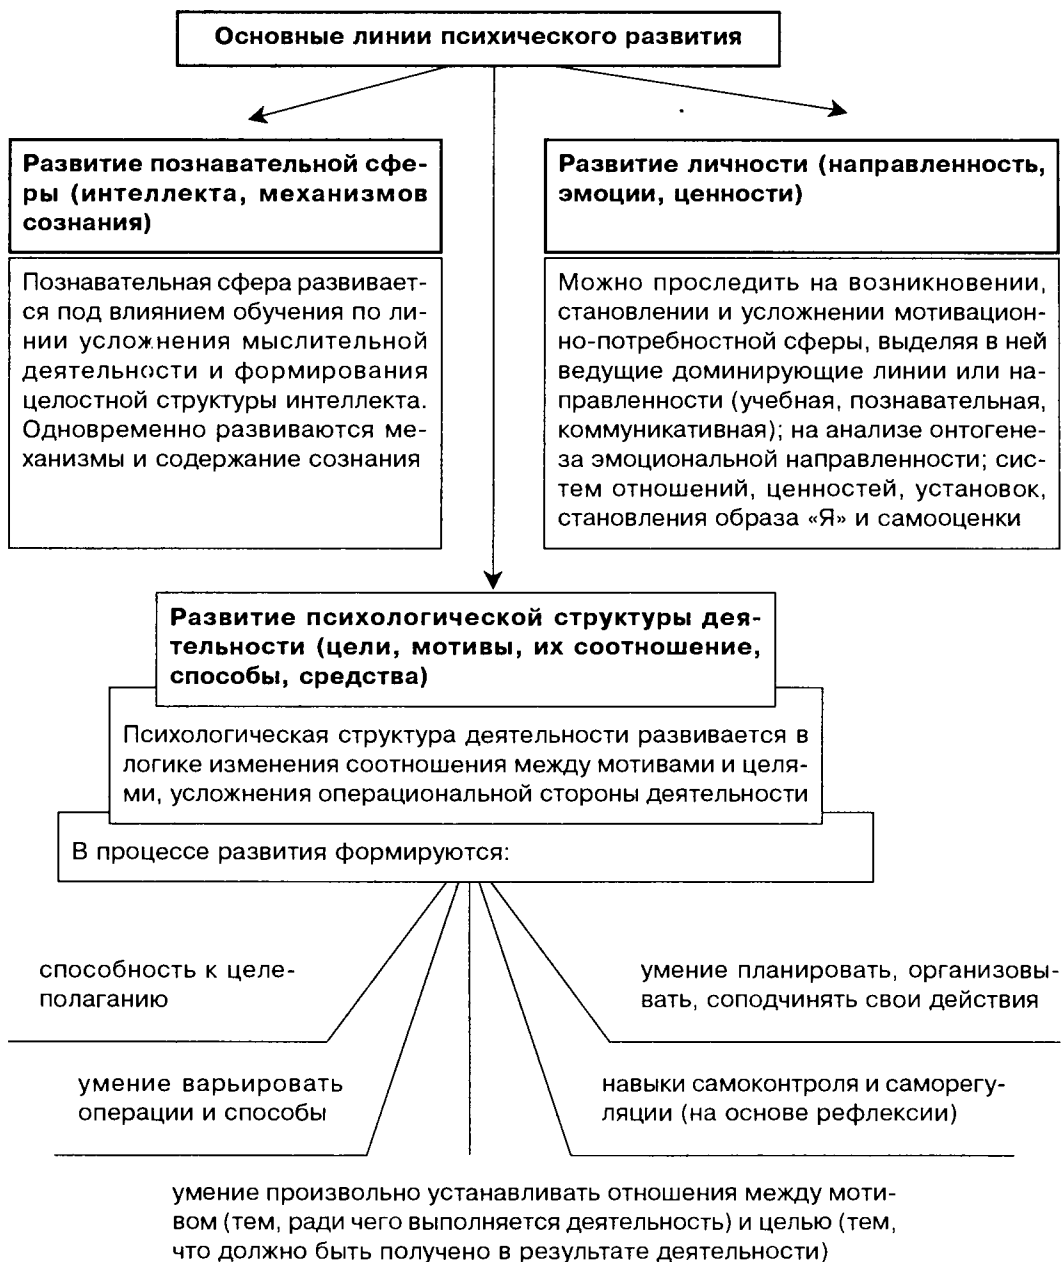 Основные линии психического развития
Развитие познавательной сфе-
ры (интеллекта, механизмов
сознания)
Познавательная сфера развивает-
ся под влиянием обучения по ли-
нии усложнения мыслительной
деятельности и формирования
целостной структуры интеллекта.
Одновременно развиваются ме-
ханизмы и содержание сознания
Развитие личности (направленность,
эмоции, ценности)
Можно проследить на возникновении,
становлении и усложнении мотивацион-
но-потребностной сферы, выделяя в ней
ведущие доминирующие линии или на-
правленности (учебная, познавательная,
коммуникативная); на анализе онтогене-
за эмоциональной направленности; сис-
тем отношений, ценностей, установок,
становления образа «Я» и самооценки
Развитие психологической структуры дея-
тельности (цели, мотивы, их соотношение,
способы, средства)
Психологическая структура деятельности развивается в
логике изменения соотношения между мотивами и целя-
ми, усложнения операциональной стороны деятельности
В процессе развития формируются:
способность к целе-
полаганию
умение планировать, организовы-
вать, соподчинять свои действия
умение варьировать
операции и способы
навыки самоконтроля и саморегу-
ляции (на основе рефлексии)
умение произвольно устанавливать отношения между моти-
вом (тем, ради чего выполняется деятельность) и целью (тем,
что должно быть получено в результате деятельности)